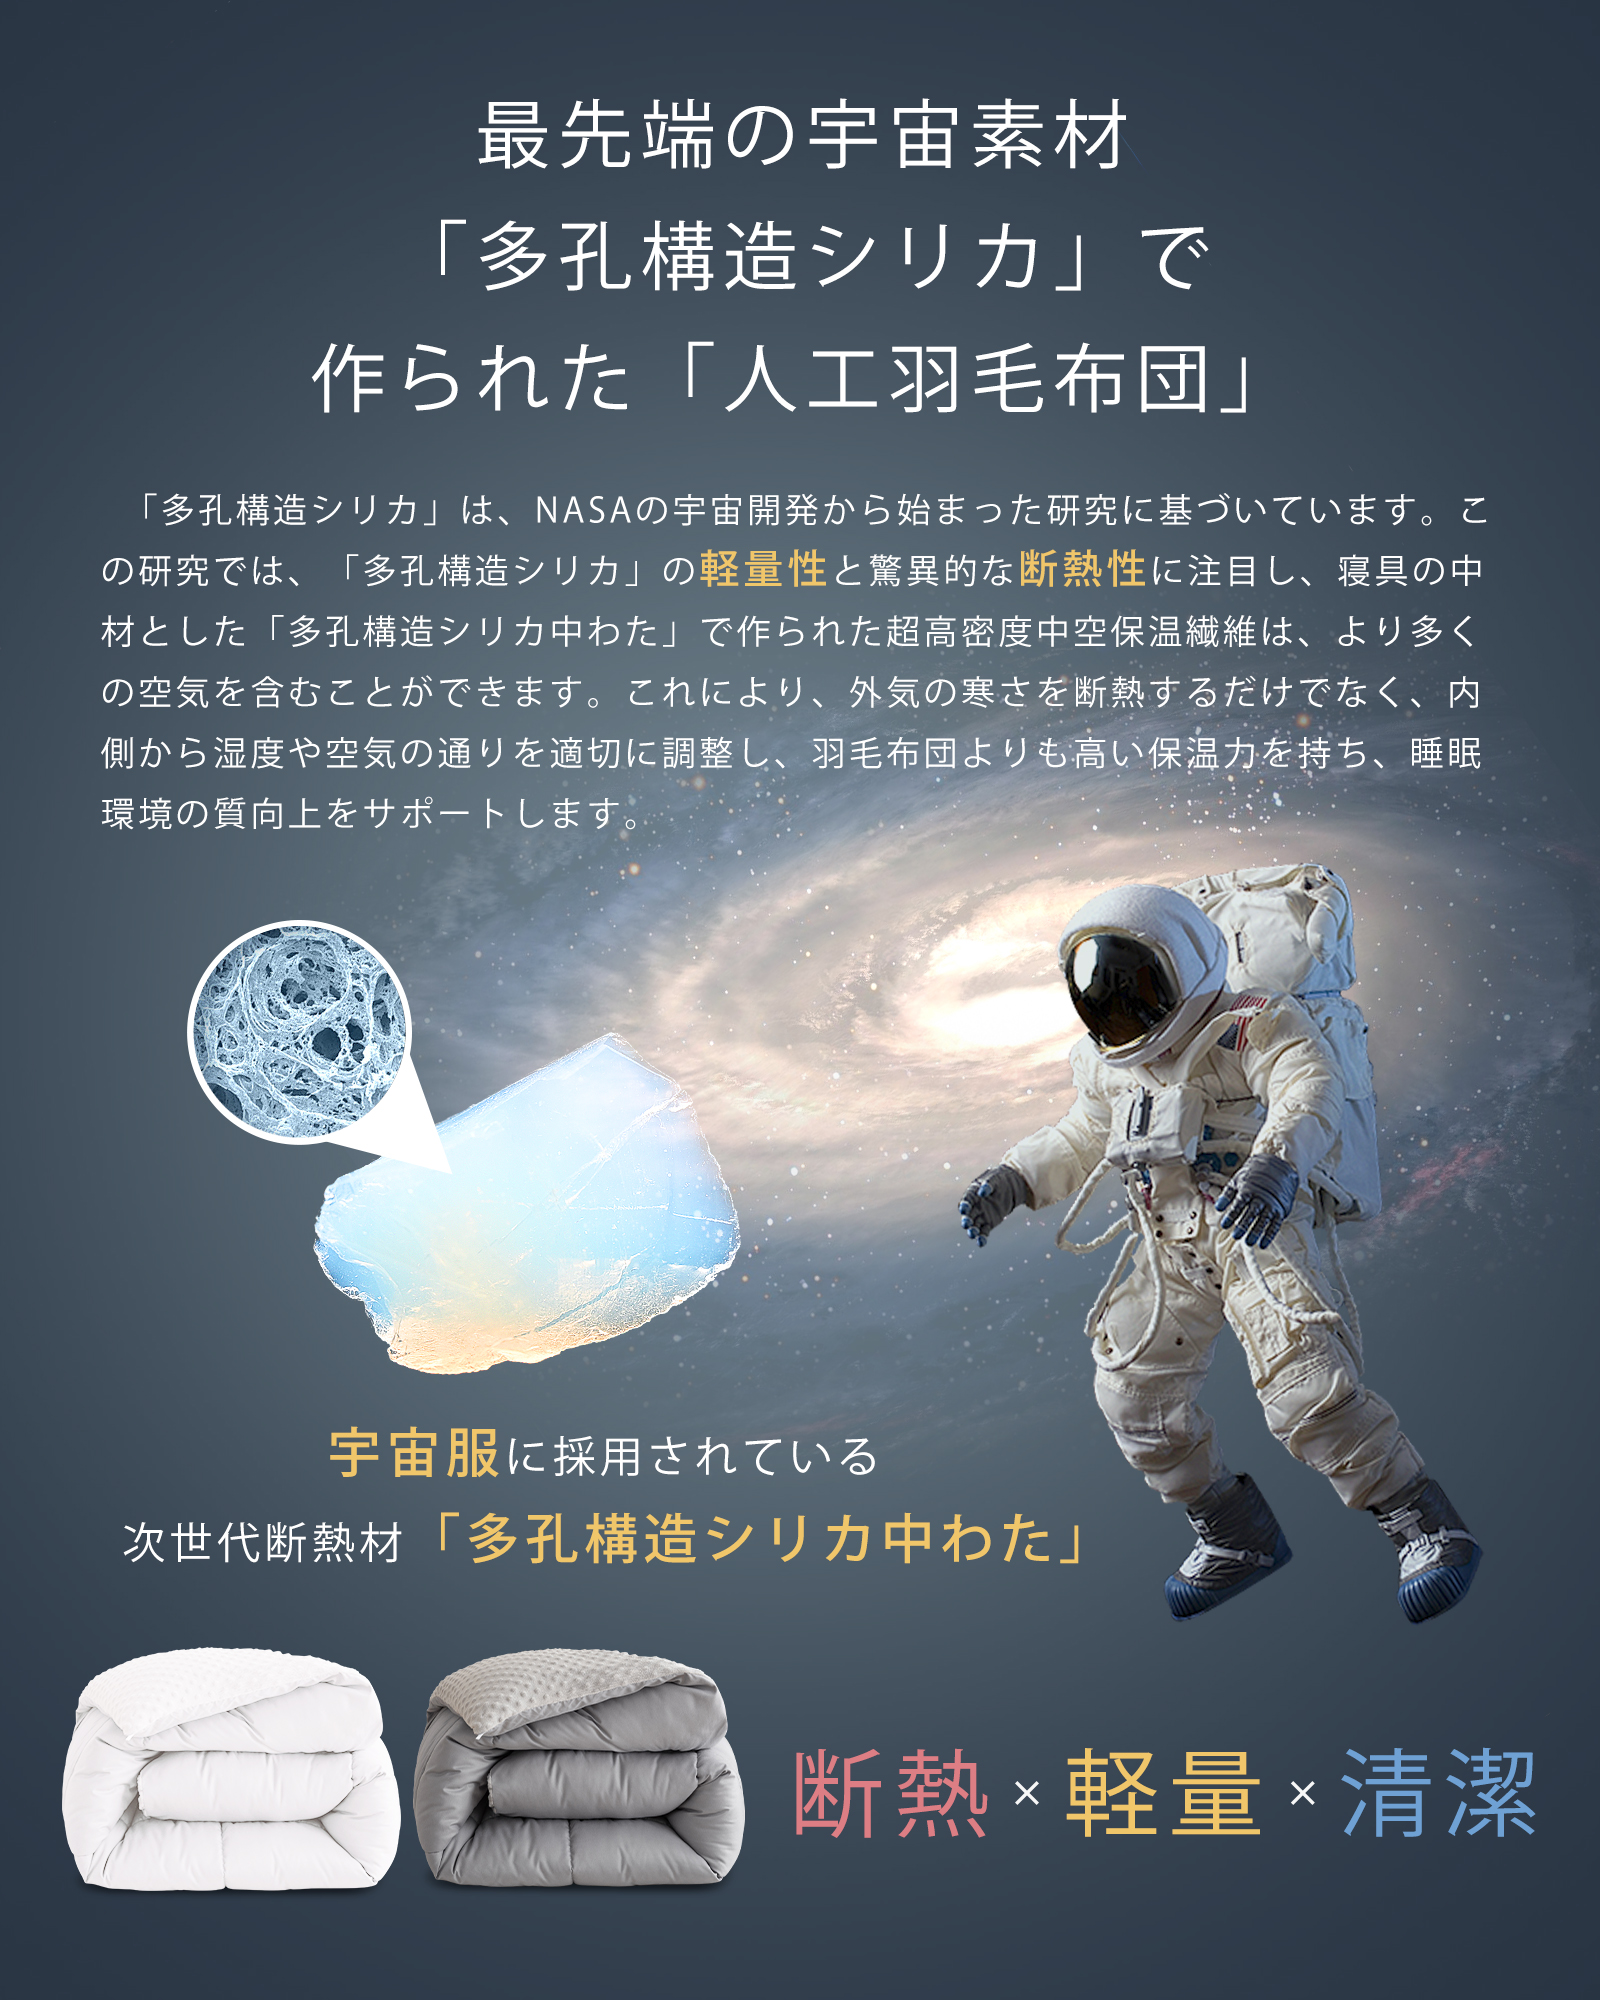 最先端の宇宙素材
「多孔構造シリカ」で
作られた「人工羽毛布団」
「多孔構造シリカ」は、NASAの宇宙開発から始まった研究に基づいています。こ
の研究では、「多孔構造シリカ」の軽量性と驚異的な断熱性に注目し、寝具の中
材とした「多孔構造シリカ中わた」で作られた超高密度中空保温繊維は、より多く
の空気を含むことができます。これにより、外気の寒さを断熱するだけでなく、内
側から湿度や空気の通りを適切に調整し、羽毛布団よりも高い保温力を持ち、睡眠
環境の質向上をサポートします。
宇宙服に採用されている
次世代断熱材「多孔構造シリカ中わた」
断熱×軽量×清潔